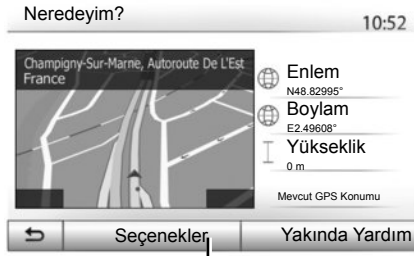 Neredeyim?
10:52
Champigny-Sur-Marne, Autoroute De L'Est
France
Enlem
N48.82995°
Boylam
E2.49608°
Yükseklik
0 m
Mevcut GPS Konumu
Seçenekler
Yakında Yardım